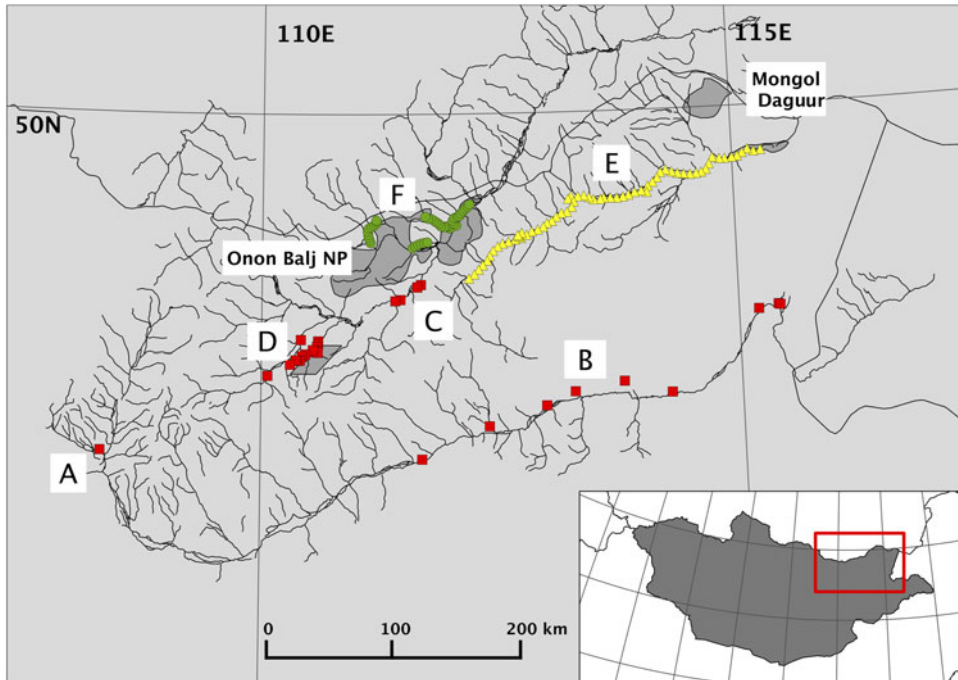 110E
115E
Mongol
Daguur
50N
E
F
Onon Balj NP
C
D
B
A
0 100 200 km